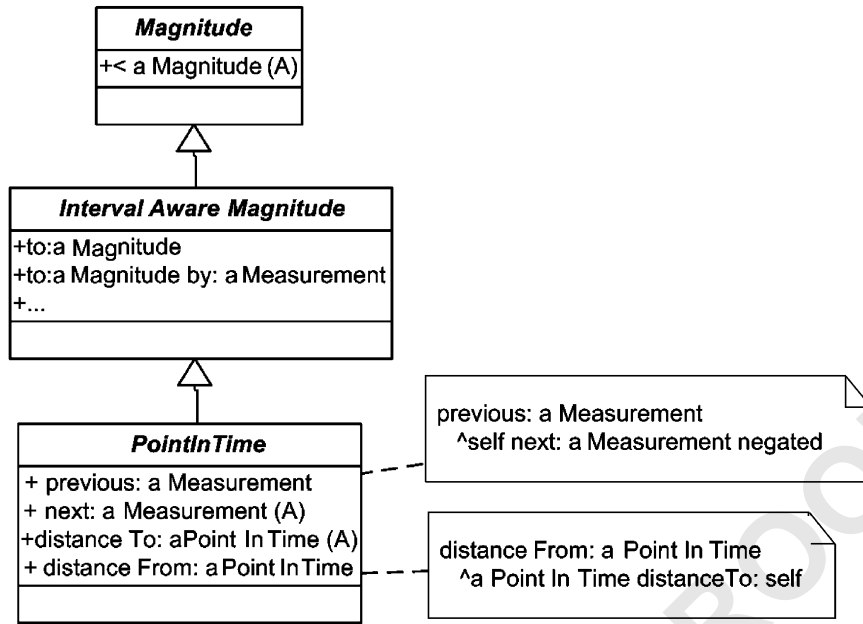 Magnitude
+< a Magnitude (A)
Interval Aware Magnitude
+to:a Magnitude
+to:a Magnitude by: a Measurement
+...
PointInTime
+ previous: a Measurement
+ next: a Measurement (A)
+distance To: aPoint In Time (A)
+ distance From: a Point In Time
previous: a Measurement
^self next: a Measurement negated
distance From: a Point In Time
^a Point In Time distanceTo: self